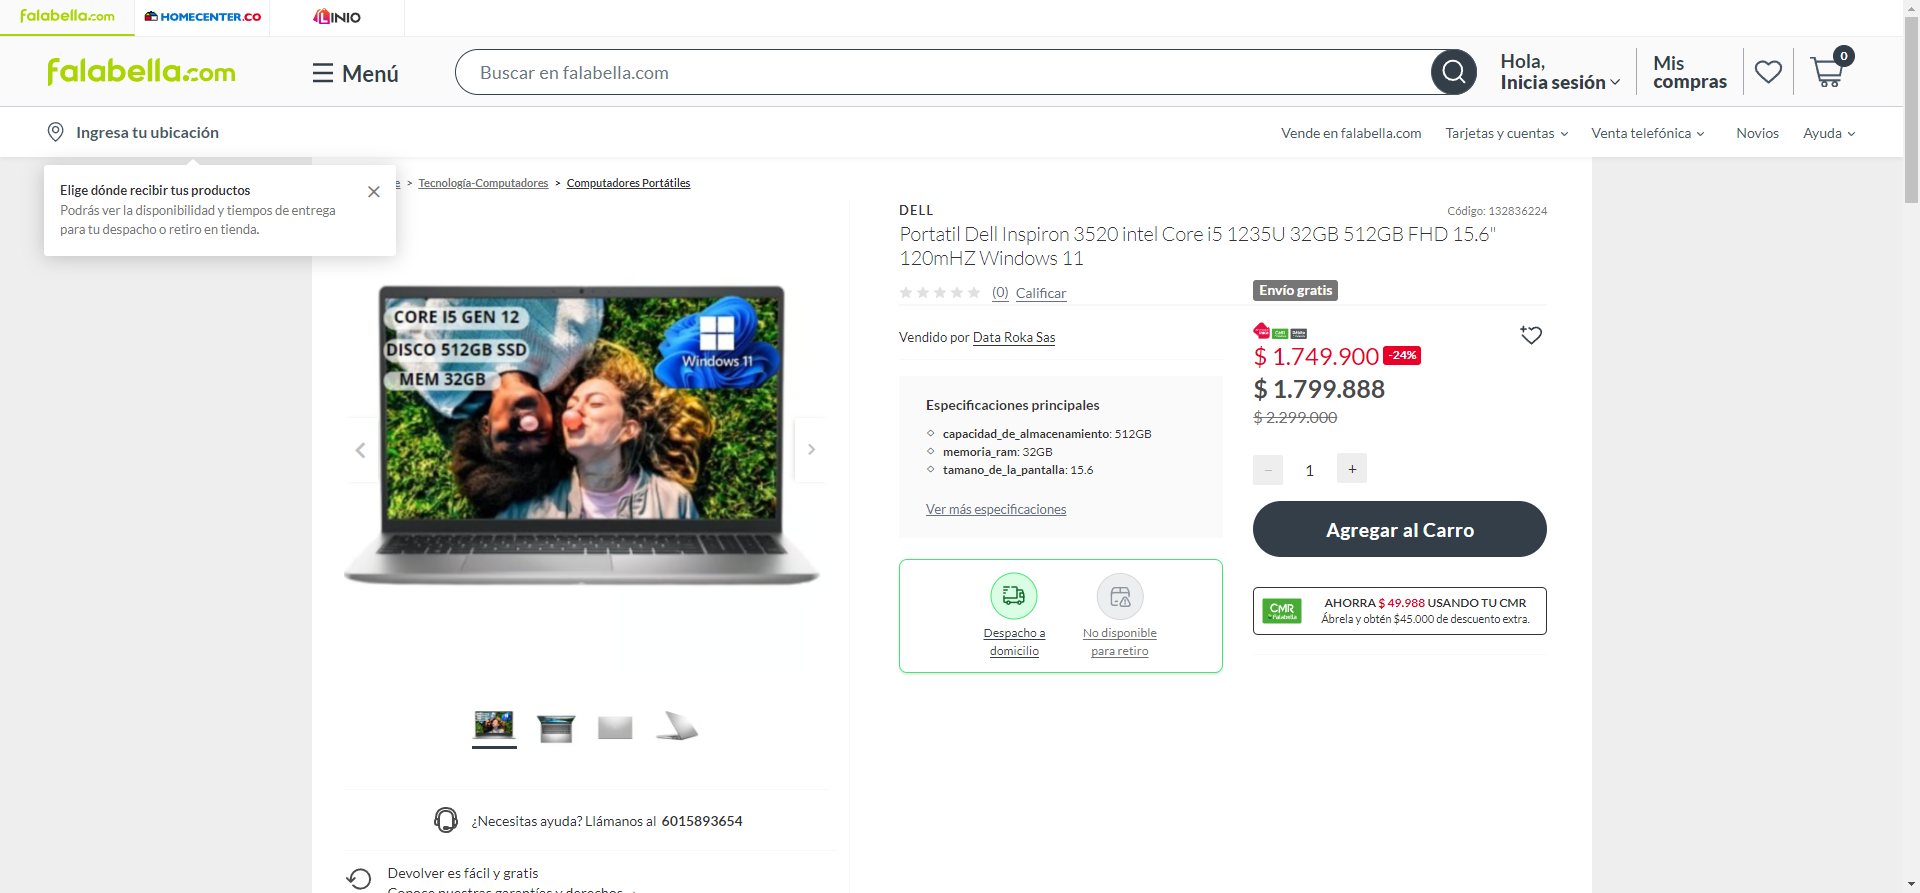 falabella.com
HOMECENTER.CO
LINIO
falabella.com
Menú
Buscar en falabella.com
Hola,
Inicia sesión
Mis
compras
0
Ingresa tu ubicación
Vende en falabella.com
Tarjetas y cuentas
Venta telefónica
Novios
Ayuda
Elige dónde recibir tus productos
Podrás ver la disponibilidad y tiempos de entrega
para tu despacho o retiro en tienda.
e > Tecnología-Computadores > Computadores Portátiles
CORE I5 GEN 12
DISCO 512GB SSD
MEM 32GB
Windows 11
¿Necesitas ayuda? Llámanos al 6015893654
Devolver es fácil y gratis
Conoce nuestras garantías y derechos
DELL
Código: 132836224
Portatil Dell Inspiron 3520 intel Core i5 1235U 32GB 512GB FHD 15.6"
120mHZ Windows 11
(0) Calificar
Envío gratis
Vendido por Data Roka Sas
Especificaciones principales
capacidad_de_almacenamiento: 512GB
memoria_ram: 32GB
tamano_de_la_pantalla: 15.6
Ver más especificaciones
Despacho a
domicilio
No disponible
para retiro
$ 1.749.900 -24%
$ 1.799.888
$ 2.299.000
− 1 +
Agregar al Carro
CMR
Falabella
AHORRA $ 49.988 USANDO TU CMR
Ábrela y obtén $45.000 de descuento extra.